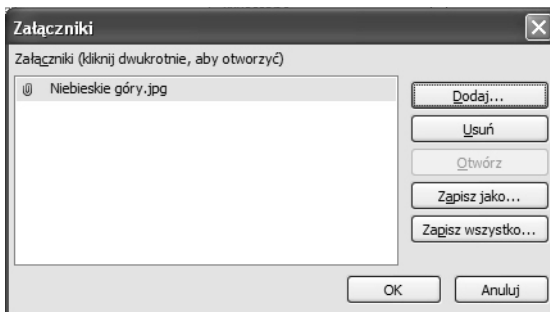 Załączniki
Załączniki (kliknij dwukrotnie, aby otworzyć)
Niebieskie góry.jpg
Dodaj...
Usuń
Otwórz
Zapisz jako...
Zapisz wszystko...
OK
Anuluj